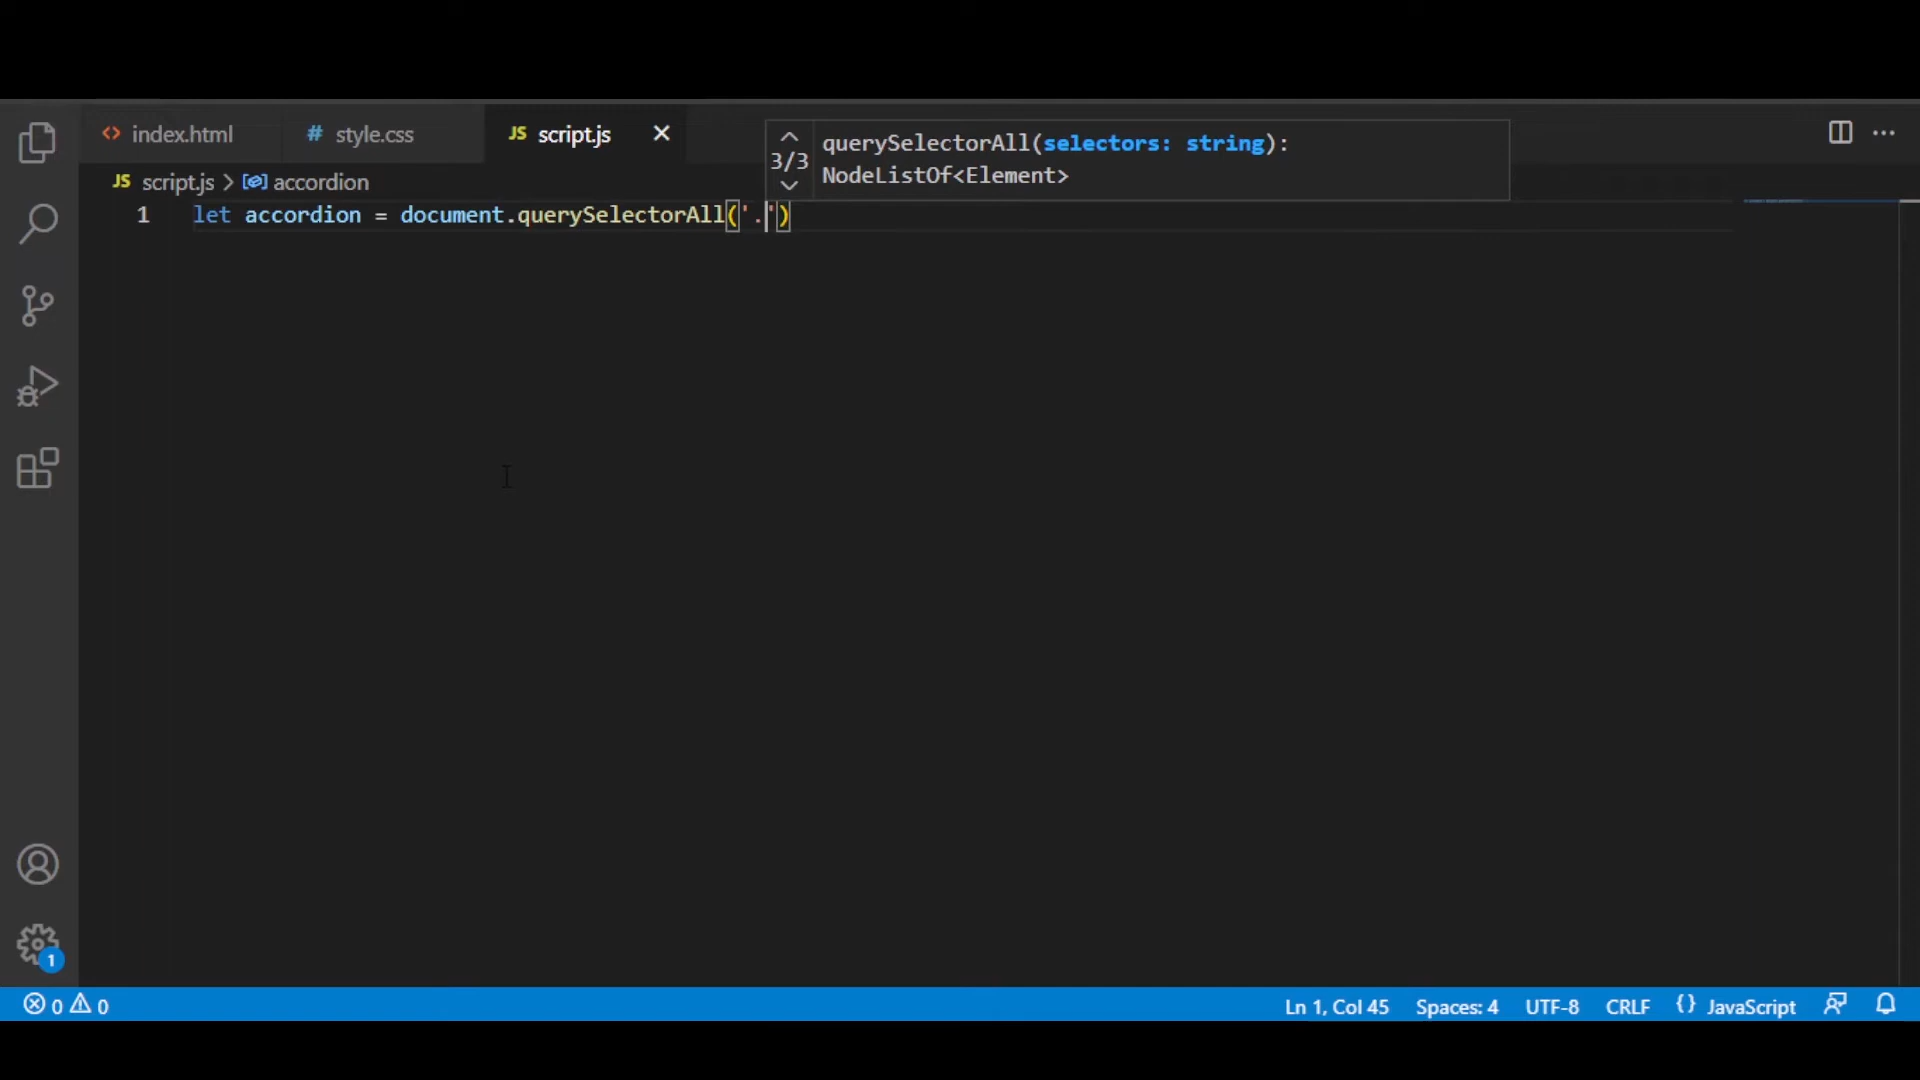 <> index.html # style.css JS script.js ×
3/3 querySelectorAll(selectors: string):
NodeListOf<Element>
JS script.js > accordion
1 let accordion = document.querySelectorAll('.')
1
0 0 Ln 1, Col 45 Spaces: 4 UTF-8 CRLF {} JavaScript